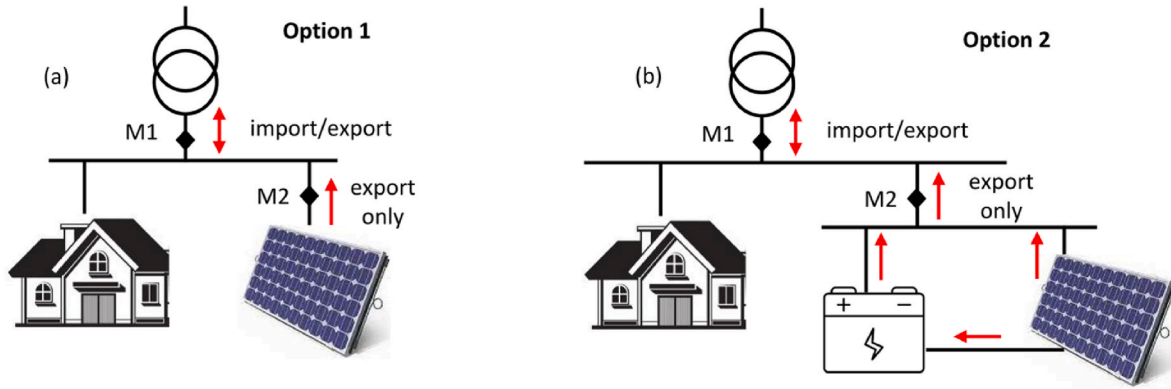 Option 1
(a)
M1
import/export
M2
export
only
Option 2
(b)
M1
import/export
M2
export
only
+ −